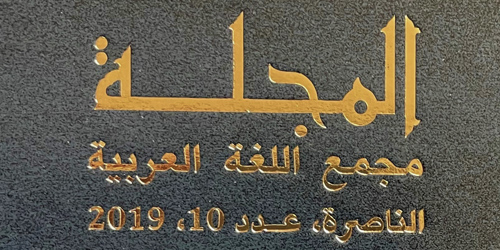 المجلة
مجمع اللغة العربية
الناصرة، عدد 10، 2019